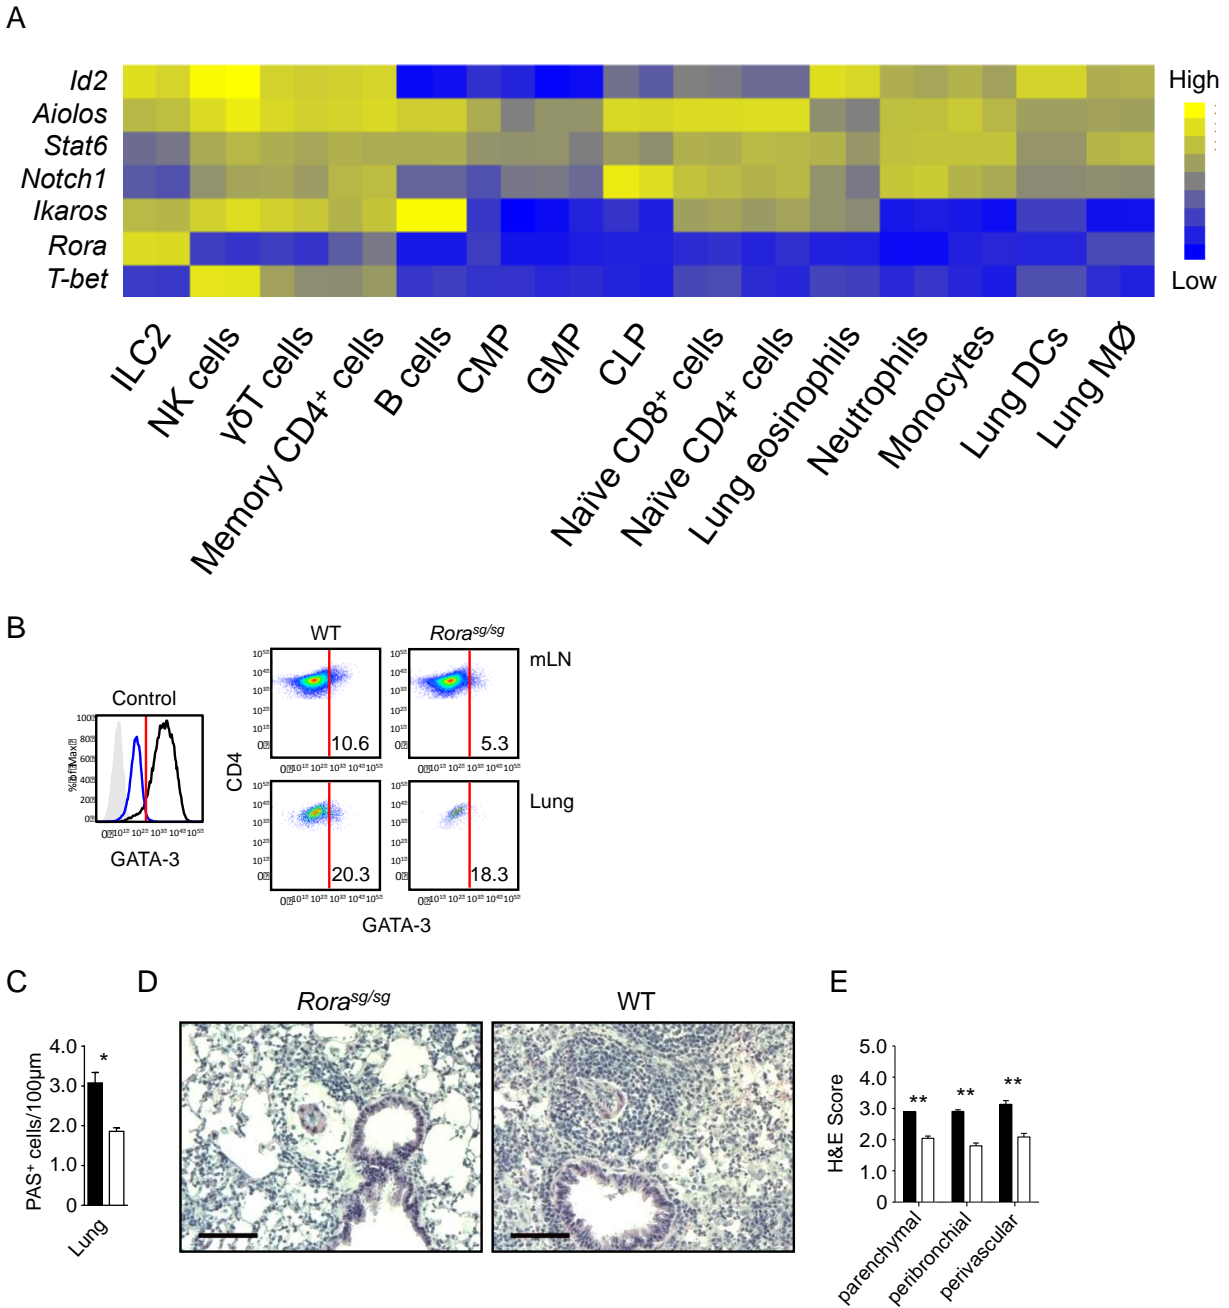 A
Id2
Aiolos
Stat6
Notch1
Ikaros
Rora
T-bet
High
Low
ILC2
NK cells
γδT cells
Memory CD4⁺ cells
B cells
CMP
GMP
CLP
Naïve CD8⁺ cells
Naïve CD4⁺ cells
Lung eosinophils
Neutrophils
Monocytes
Lung DCs
Lung MØ
B
Control
GATA-3
WT
Rora^sg/sg
mLN
Lung
CD4
10.6
5.3
20.3
18.3
GATA-3
C
PAS⁺ cells/100µm
4.0
3.0
2.0
1.0
0
*
Lung
D
Rora^sg/sg
WT
E
H&E Score
5.0
4.0
3.0
2.0
1.0
0
**
**
**
parenchymal
peribronchial
perivascular